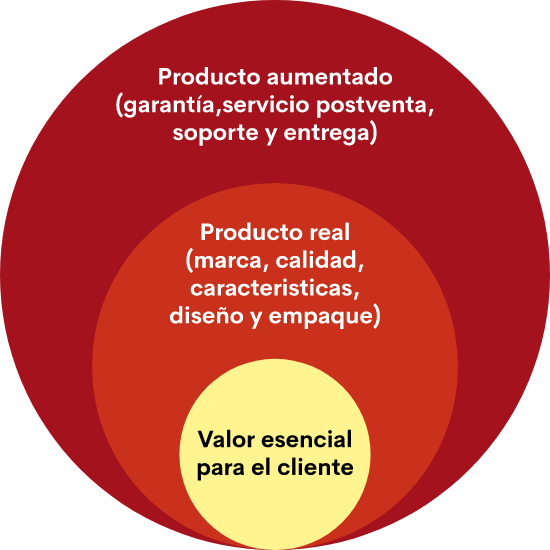 Producto aumentado
(garantía,servicio postventa,
soporte y entrega)
Producto real
(marca, calidad,
caracteristicas,
diseño y empaque)
Valor esencial
para el cliente